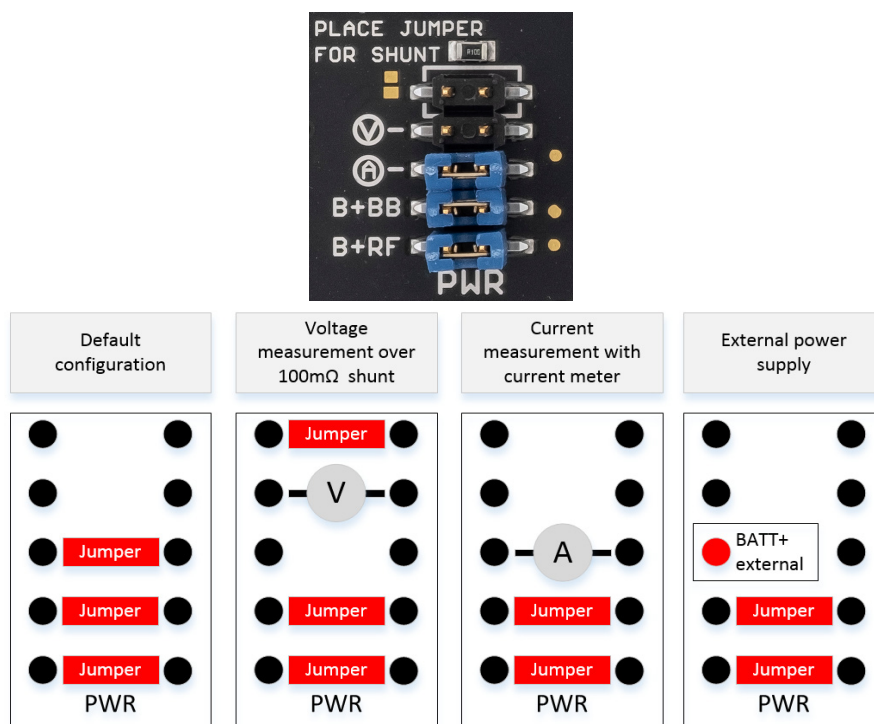 PLACE JUMPER
FOR SHUNT
R105
V
A
B+BB
B+RF
PWR
Default
configuration
Voltage
measurement over
100mΩ shunt
Current
measurement with
current meter
External power
supply
Jumper
Jumper
Jumper
PWR
Jumper
V
Jumper
Jumper
PWR
A
Jumper
Jumper
PWR
BATT+
external
Jumper
Jumper
PWR